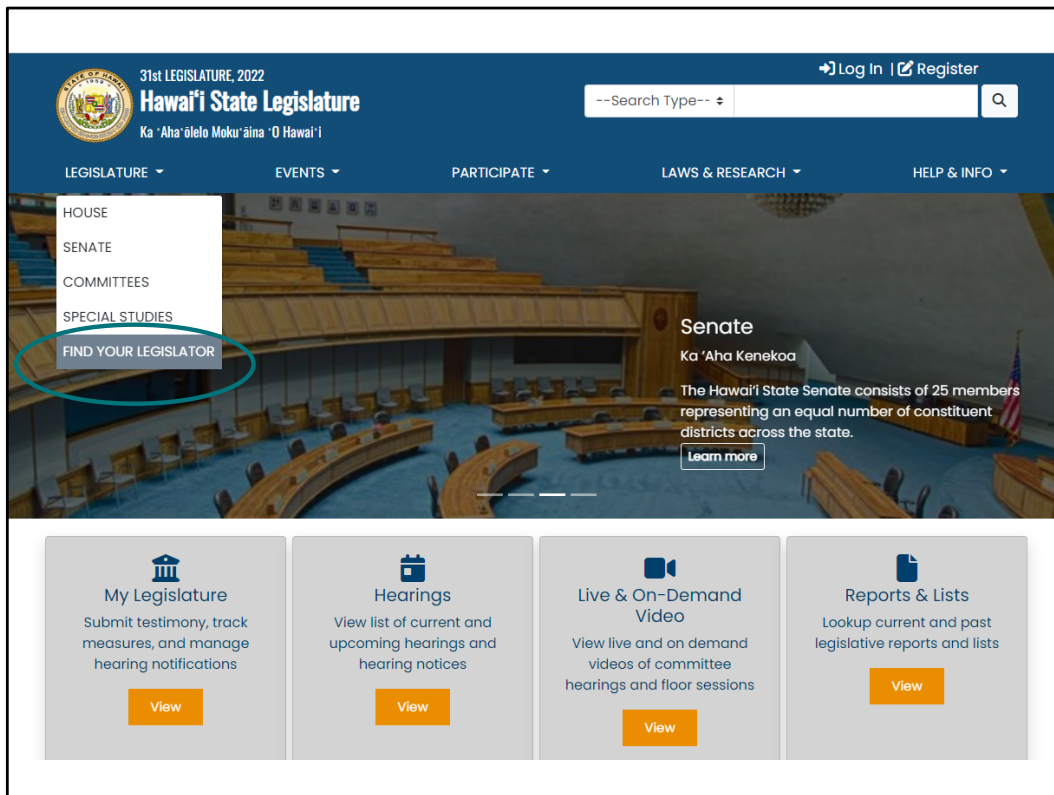 31st LEGISLATURE, 2022
Hawaiʻi State Legislature
Ka ʻAhaʻōlelo Mokuʻāina ʻO Hawaiʻi
Log In | Register
--Search Type--
LEGISLATURE
EVENTS
PARTICIPATE
LAWS & RESEARCH
HELP & INFO
HOUSE
SENATE
COMMITTEES
SPECIAL STUDIES
FIND YOUR LEGISLATOR
Senate
Ka ʻAha Kenekoa
The Hawaiʻi State Senate consists of 25 members
representing an equal number of constituent
districts across the state.
Learn more
My Legislature
Submit testimony, track
measures, and manage
hearing notifications
View
Hearings
View list of current and
upcoming hearings and
hearing notices
View
Live & On-Demand
Video
View live and on demand
videos of committee
hearings and floor sessions
View
Reports & Lists
Lookup current and past
legislative reports and lists
View